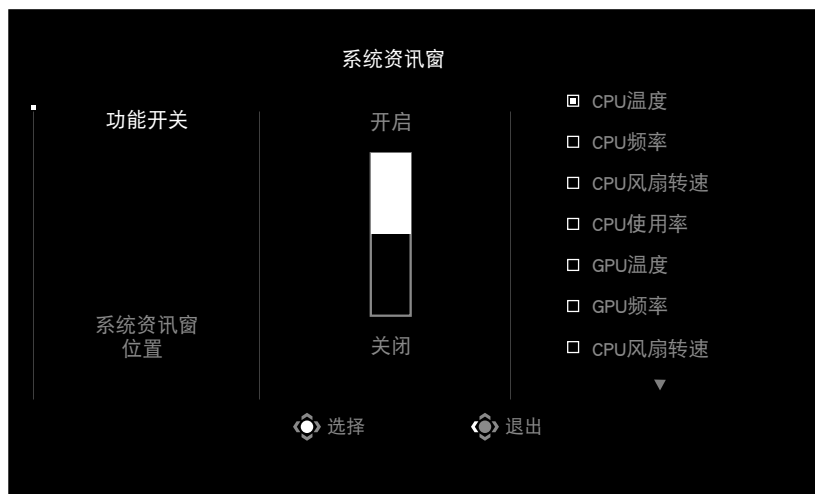 系统资讯窗
功能开关
系统资讯窗
位置
开启
关闭
CPU温度
CPU频率
CPU风扇转速
CPU使用率
GPU温度
GPU频率
CPU风扇转速
选择
退出